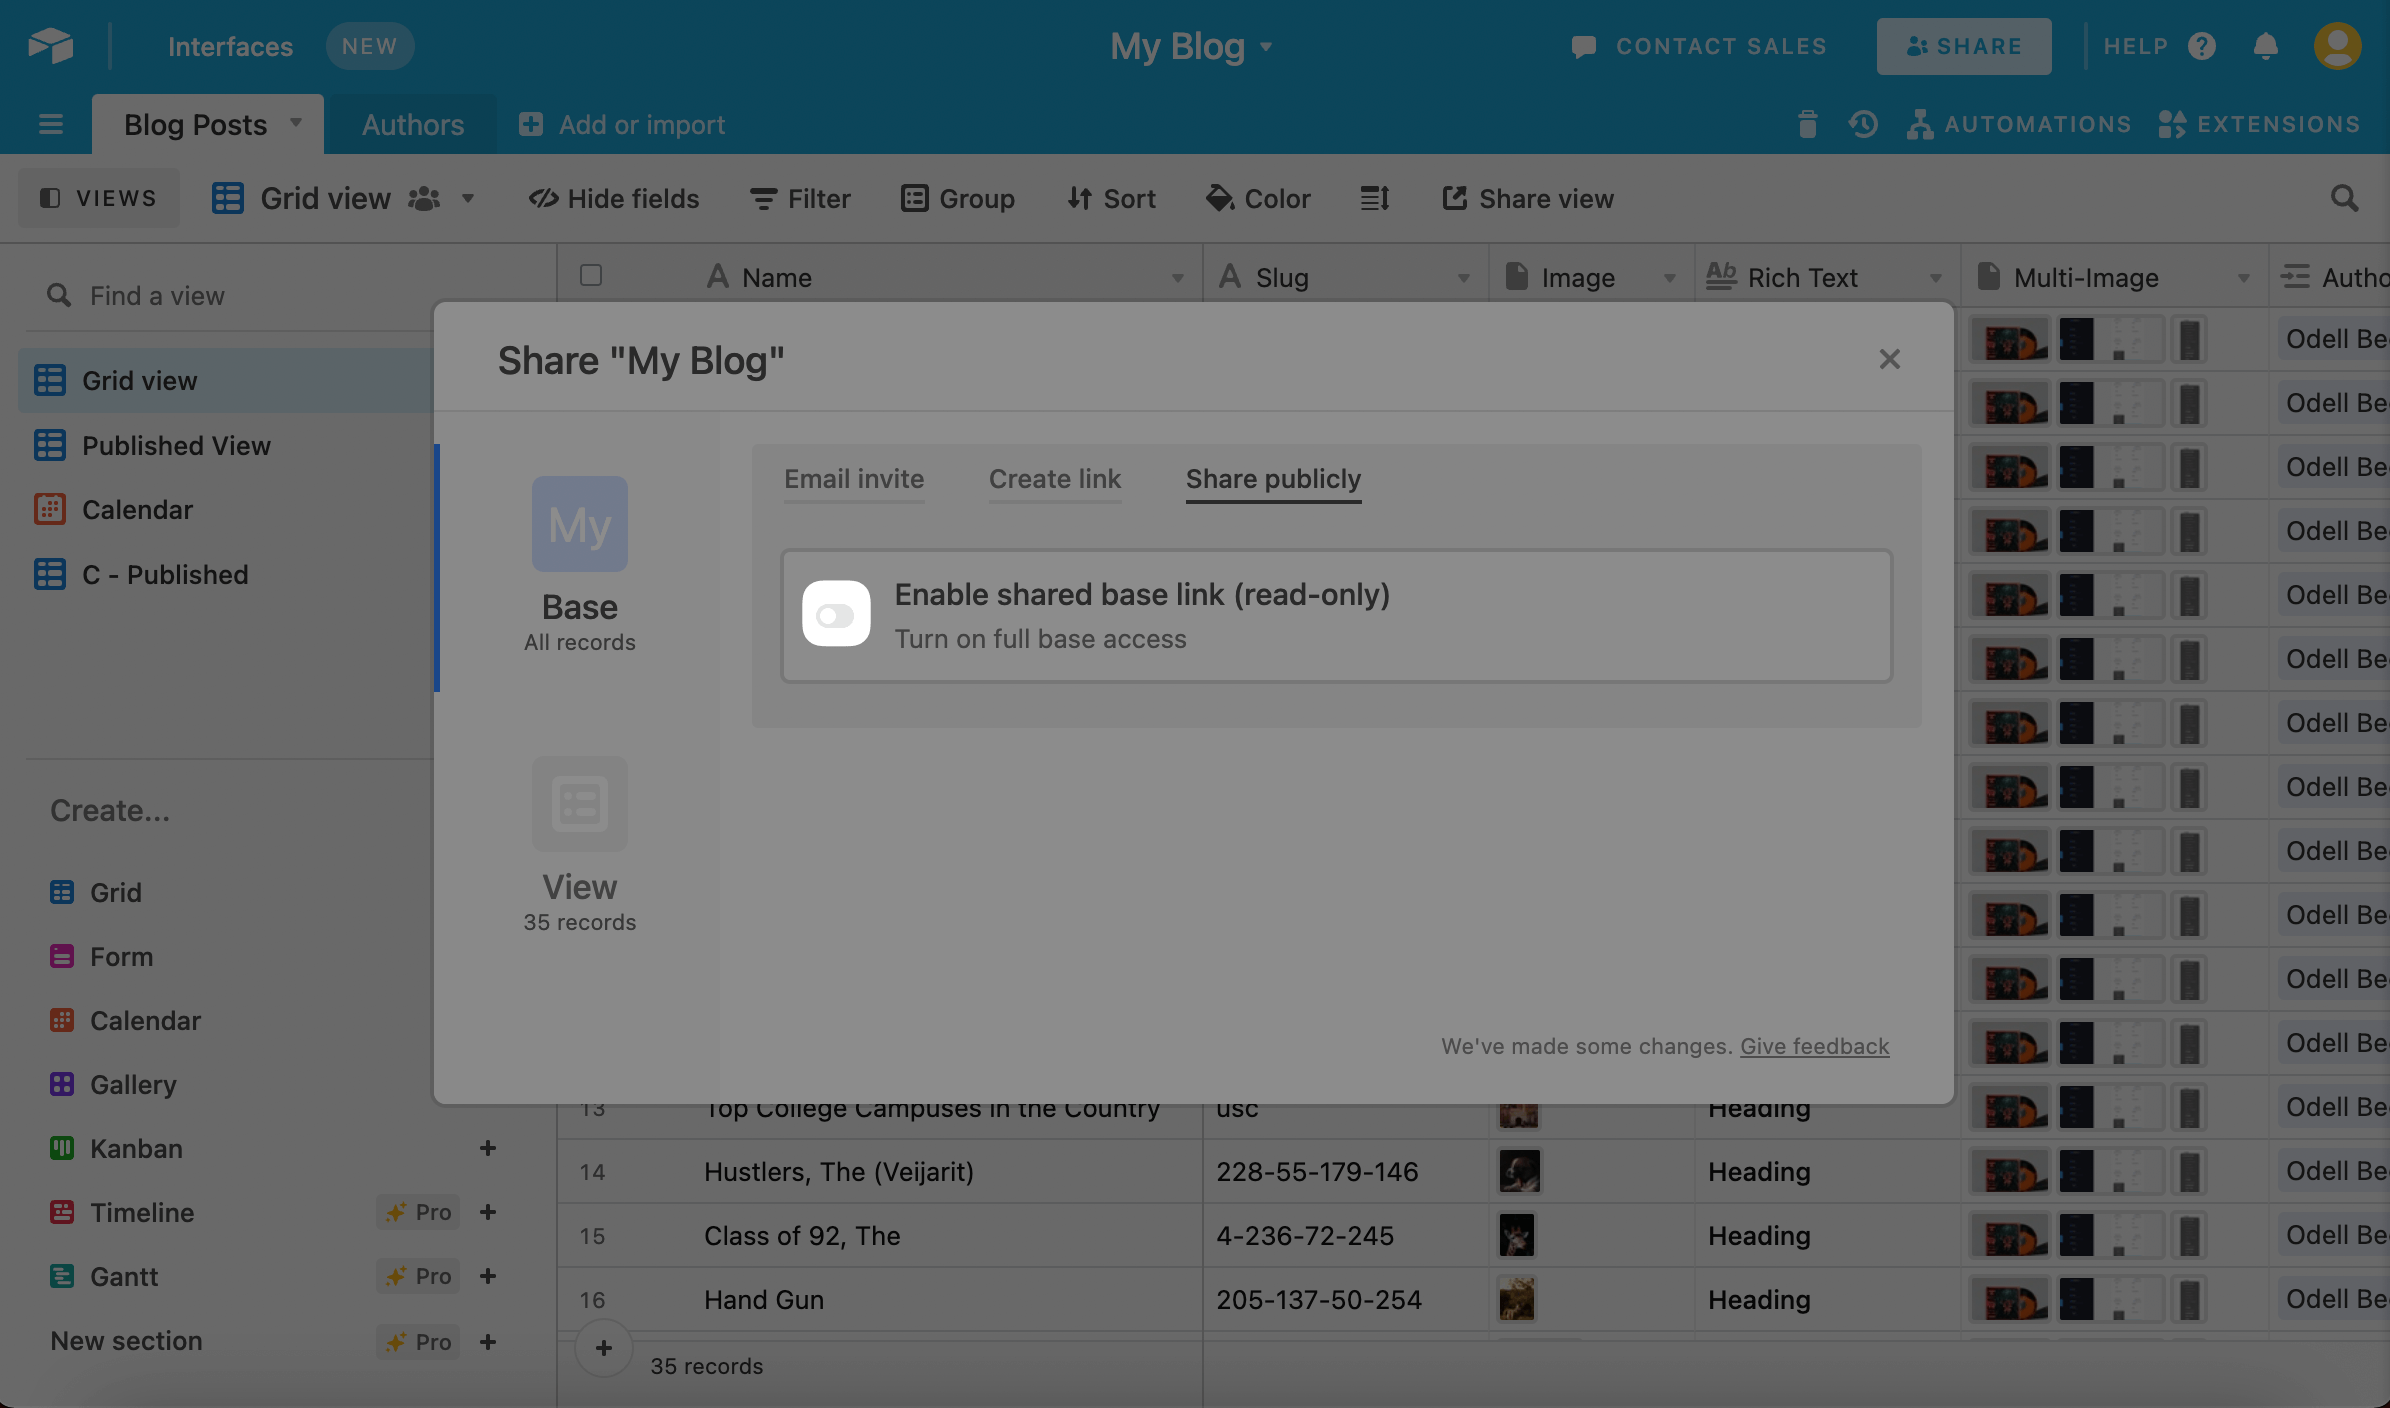 Interfaces NEW My Blog CONTACT SALES SHARE HELP ?
Blog Posts Authors Add or import AUTOMATIONS EXTENSIONS
VIEWS Grid view Hide fields Filter Group Sort Color Share view
Find a view
A Name A Slug Image Ab Rich Text Multi-Image Autho
Grid view
Published View
Calendar
C - Published
Create...
Grid
Form
Calendar
Gallery
Kanban
Timeline Pro
Gantt Pro
New section Pro
Share "My Blog"
My
Base
All records
View
35 records
Email invite Create link Share publicly
Enable shared base link (read-only)
Turn on full base access
We've made some changes. Give feedback
Odell Be
Odell Be
Odell Be
Odell Be
Odell Be
Odell Be
Odell Be
Odell Be
Odell Be
Odell Be
Odell Be
Odell Be
13 Top College Campuses in the Country usc Heading Odell Be
14 Hustlers, The (Veijarit) 228-55-179-146 Heading Odell Be
15 Class of 92, The 4-236-72-245 Heading Odell Be
16 Hand Gun 205-137-50-254 Heading Odell Be
35 records